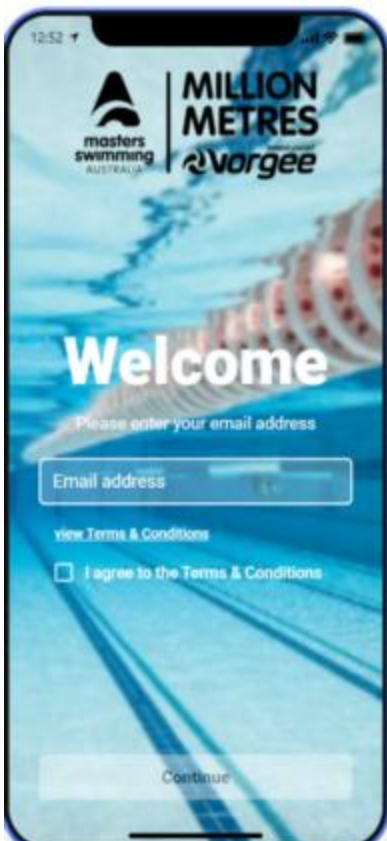 12:52
masters
swimming
AUSTRALIA
MILLION
METRES
vorgee
Welcome
Please enter your email address
Email address
view Terms & Conditions
I agree to the Terms & Conditions
Continue